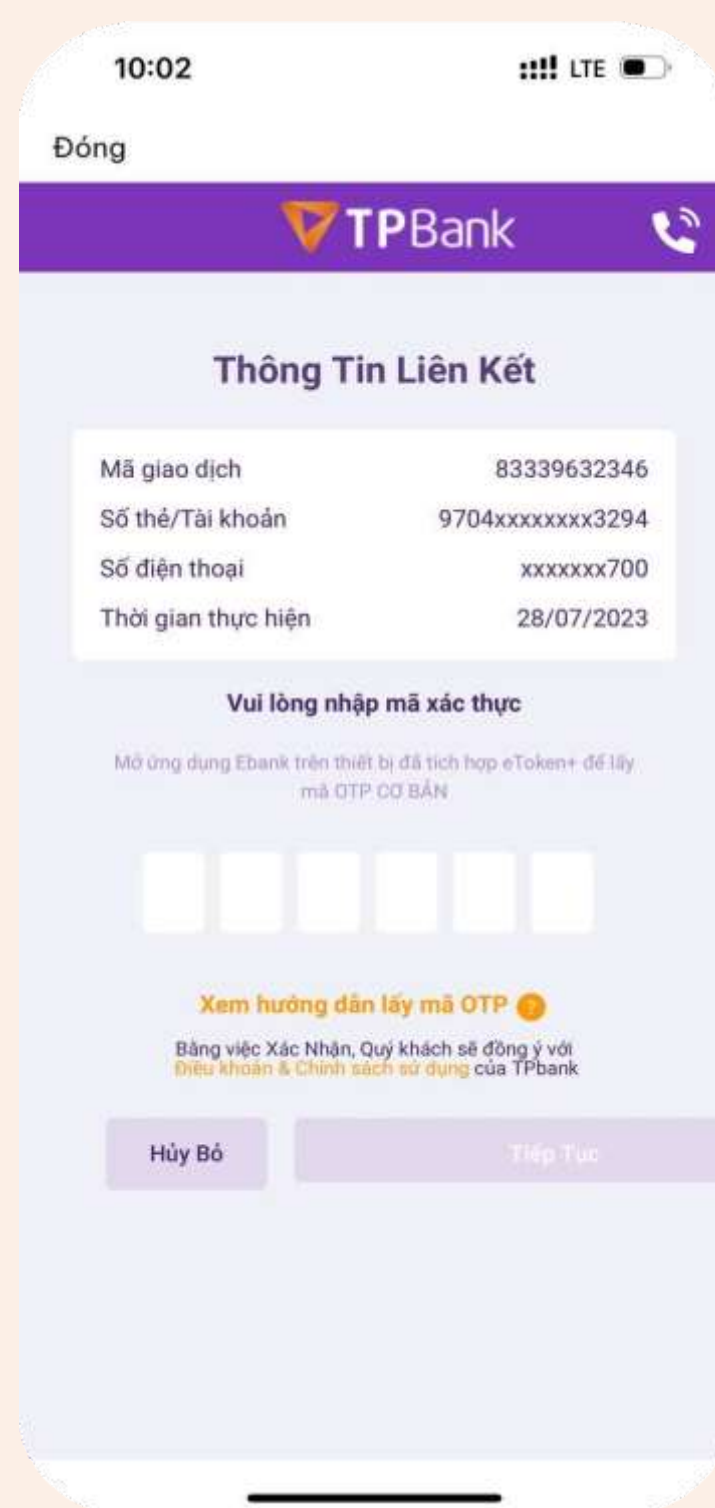 10:02
LTE
Đóng
TPBank
Thông Tin Liên Kết
Mã giao dịch 83339632346
Số thẻ/Tài khoản 9704xxxxxxxx3294
Số điện thoại xxxxxxx700
Thời gian thực hiện 28/07/2023
Vui lòng nhập mã xác thực
Mở ứng dụng Ebank trên thiết bị đã tích hợp eToken+ để lấy
mã OTP CƠ BẢN
Xem hướng dẫn lấy mã OTP ?
Bằng việc Xác Nhận, Quý khách sẽ đồng ý với
Điều khoản & Chính sách sử dụng của TPbank
Hủy Bỏ Tiếp Tục